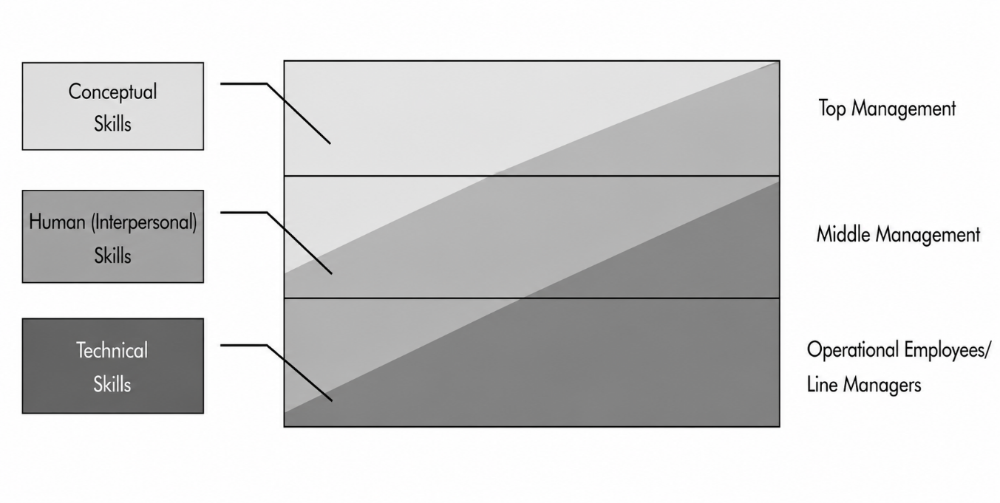 Conceptual
Skills
Top Management
Human (Interpersonal)
Skills
Middle Management
Technical
Skills
Operational Employees/
Line Managers